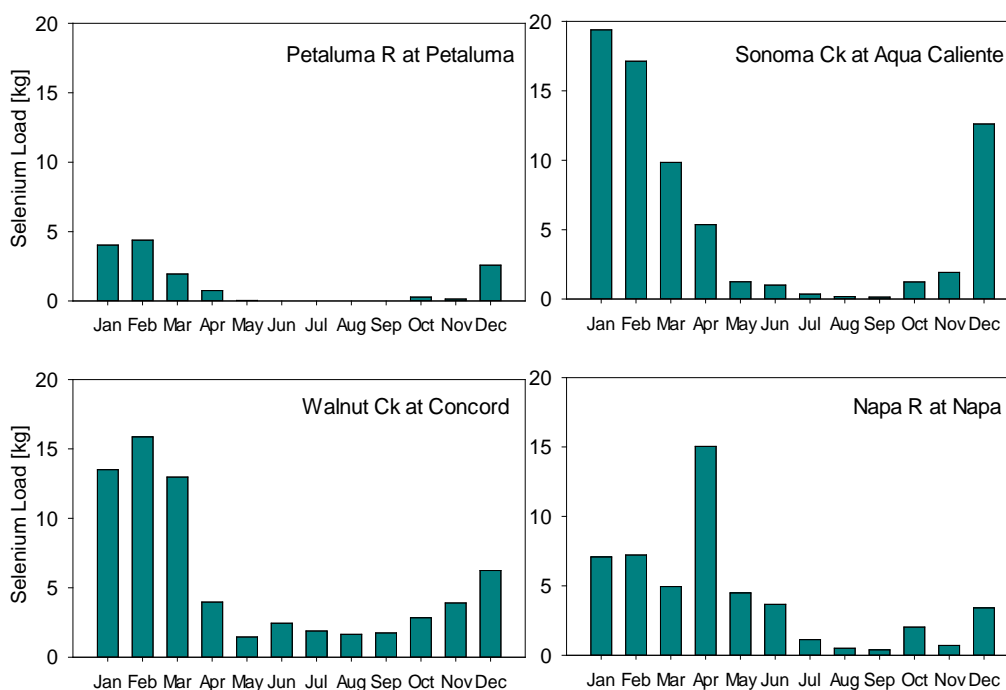 Petaluma R at Petaluma
Selenium Load [kg]
20
15
10
5
0
Jan Feb Mar Apr May Jun Jul Aug Sep Oct Nov Dec
Sonoma Ck at Aqua Caliente
20
15
10
5
0
Jan Feb Mar Apr May Jun Jul Aug Sep Oct Nov Dec
Walnut Ck at Concord
Selenium Load [kg]
20
15
10
5
0
Jan Feb Mar Apr May Jun Jul Aug Sep Oct Nov Dec
Napa R at Napa
20
15
10
5
0
Jan Feb Mar Apr May Jun Jul Aug Sep Oct Nov Dec